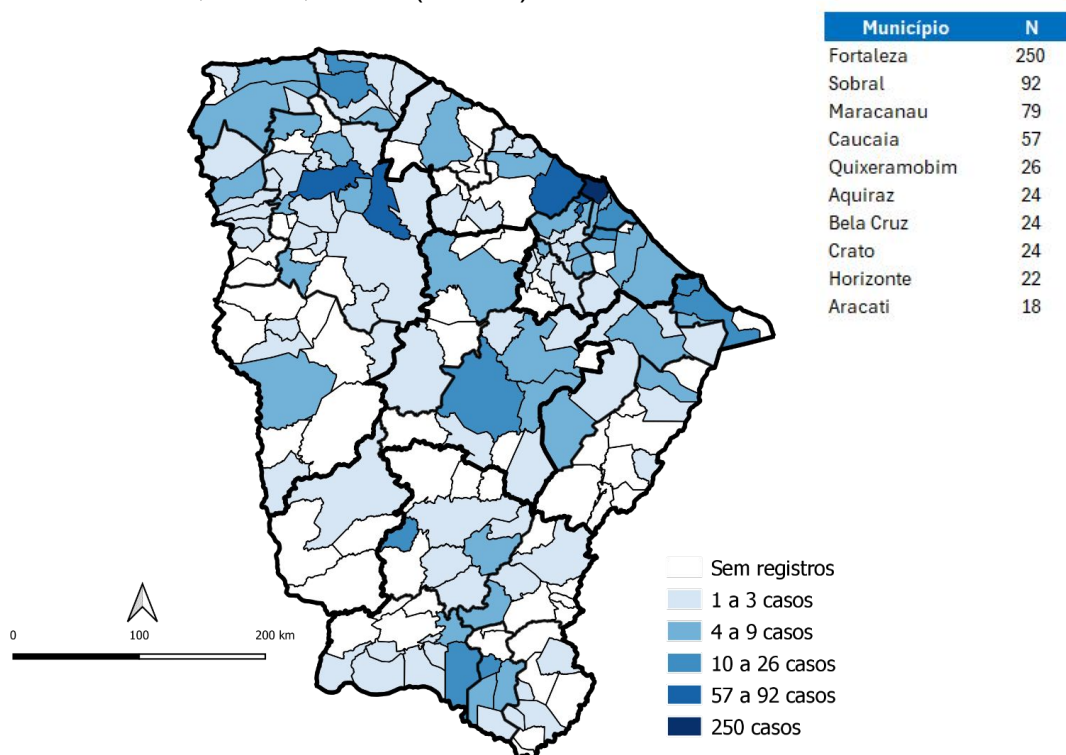 Município N
Fortaleza 250
Sobral 92
Maracanau 79
Caucaia 57
Quixeramobim 26
Aquiraz 24
Bela Cruz 24
Crato 24
Horizonte 22
Aracati 18
Sem registros
1 a 3 casos
4 a 9 casos
10 a 26 casos
57 a 92 casos
250 casos
0 100 200 km